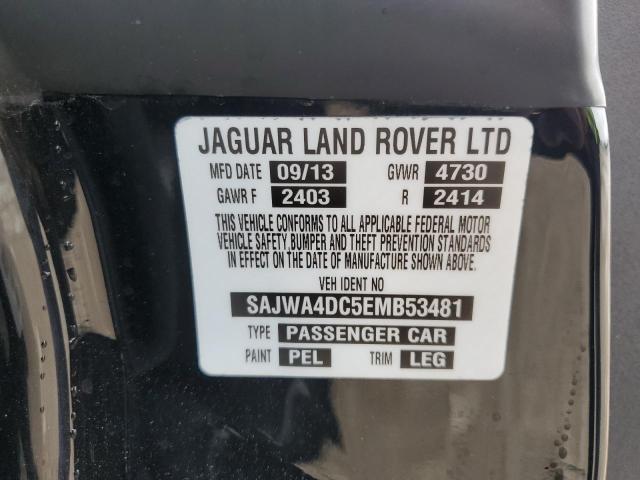 JAGUAR LAND ROVER LTD
MFD DATE 09/13 GVWR 4730
GAWR F 2403 R 2414
THIS VEHICLE CONFORMS TO ALL APPLICABLE FEDERAL MOTOR
VEHICLE SAFETY, BUMPER AND THEFT PREVENTION STANDARDS
IN EFFECT ON THE DATE OF MANUFACTURE SHOWN ABOVE.
VEH IDENT NO
SAJWA4DC5EMB53481
TYPE PASSENGER CAR
PAINT PEL TRIM LEG